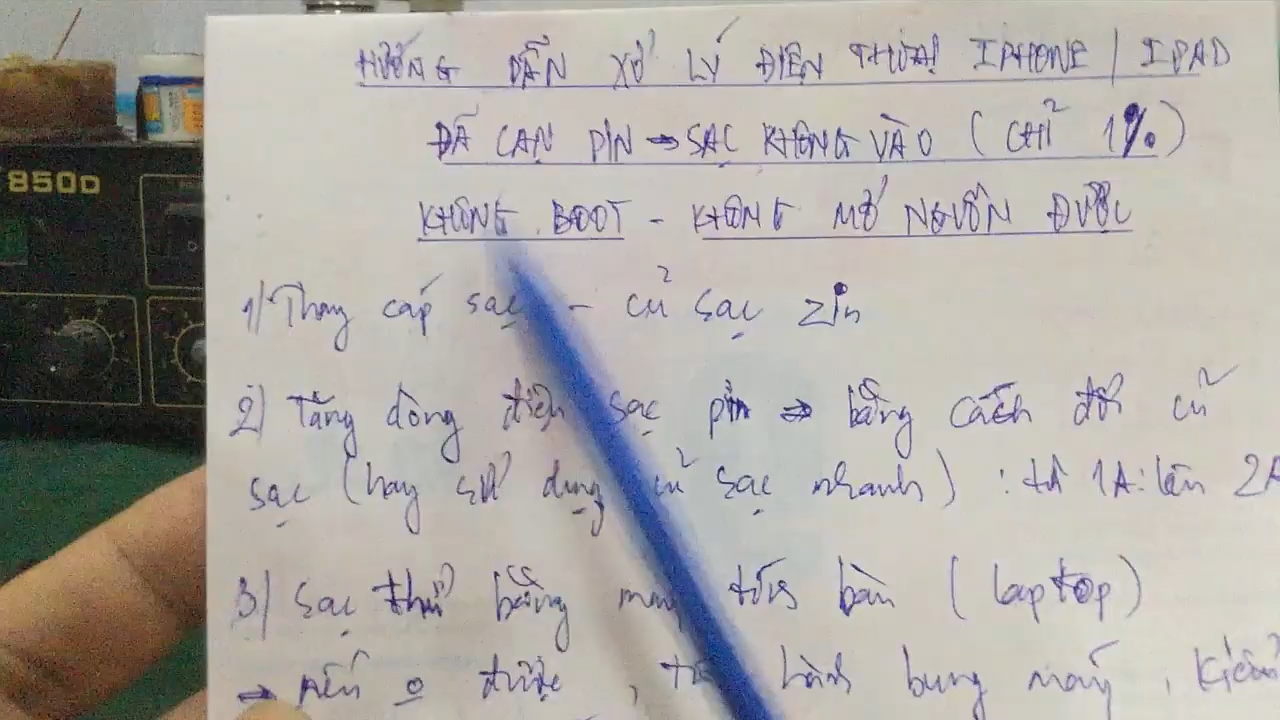 850D
HƯỚNG DẪN XỬ LÝ ĐIỆN THOẠI IPHONE / IPAD
ĐÃ CẠN PIN → SẠC KHÔNG VÀO ( CHỈ 1% )
KHÔNG BOOT - KHÔNG MỞ NGUỒN ĐƯỢC
1/ Thay cáp sạc - củ sạc zin
2) Tăng dòng điện sạc pin ⇒ bằng cách đổi củ
sạc (hay sử dụng củ sạc nhanh) : từ 1A: lên 2A
3) Sạc thử bằng máy tính bàn ( laptop )
⇒ nếu o được , hành bung máy , kiểm